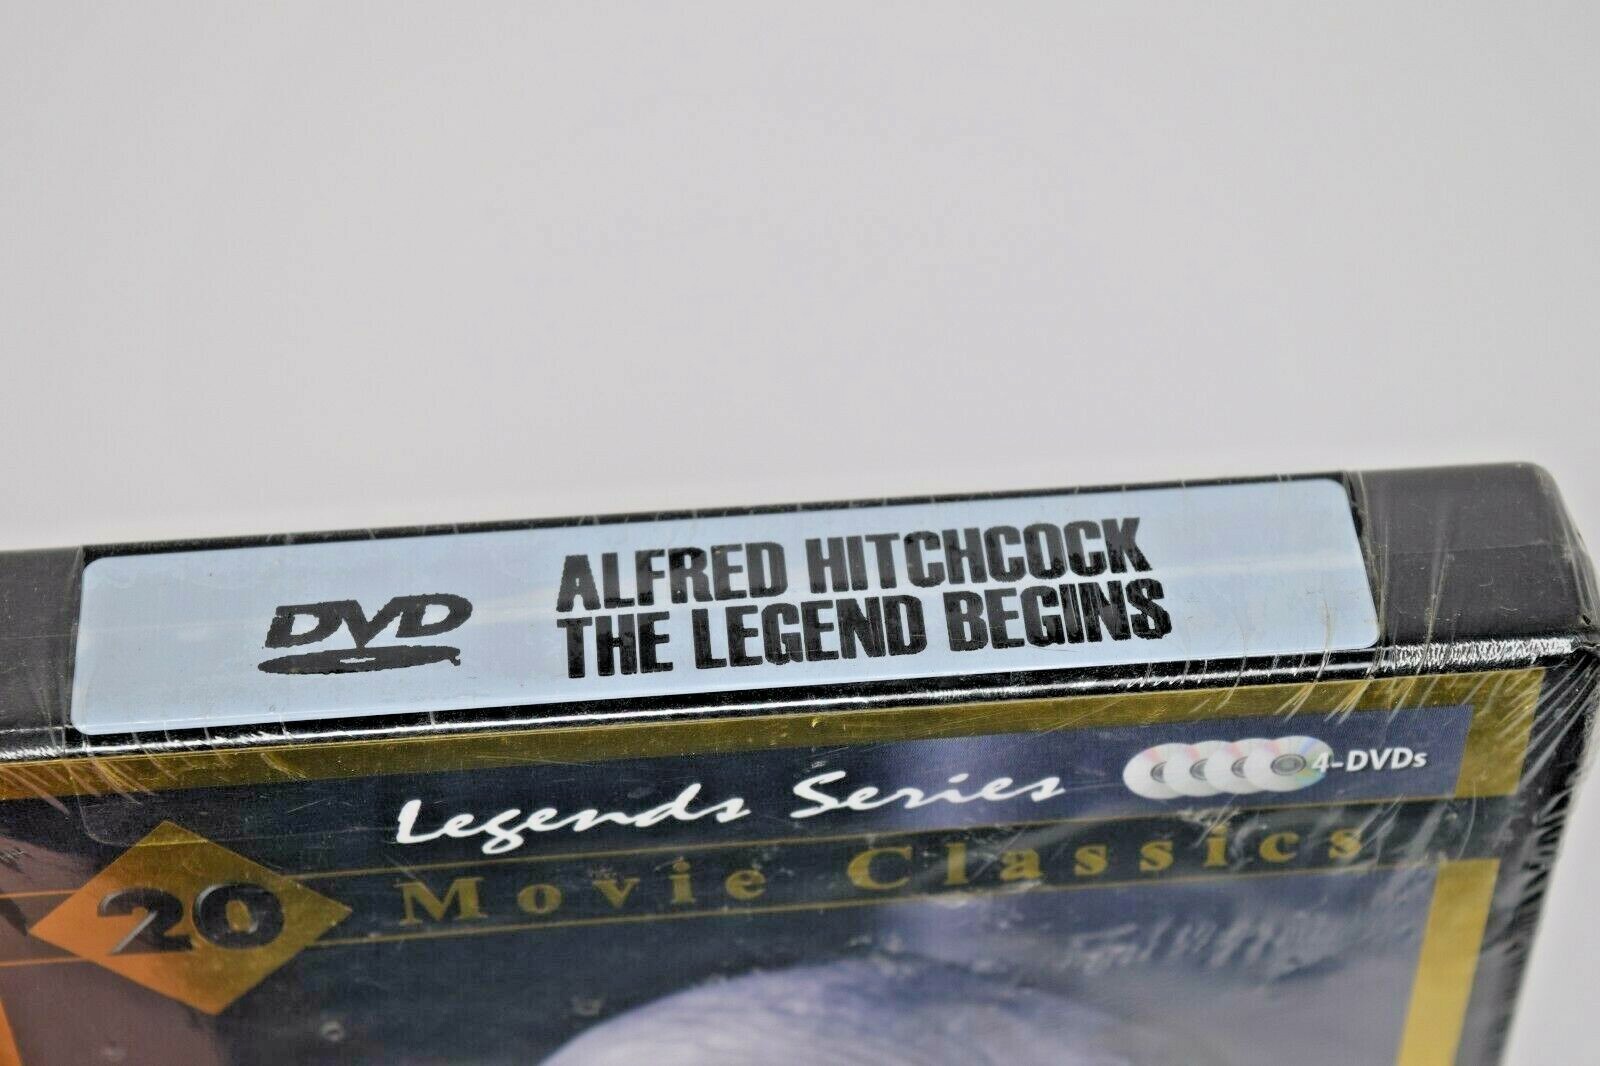 DVD
ALFRED HITCHCOCK
THE LEGEND BEGINS
Legends Series
4-DVDs
20 Movie Classics